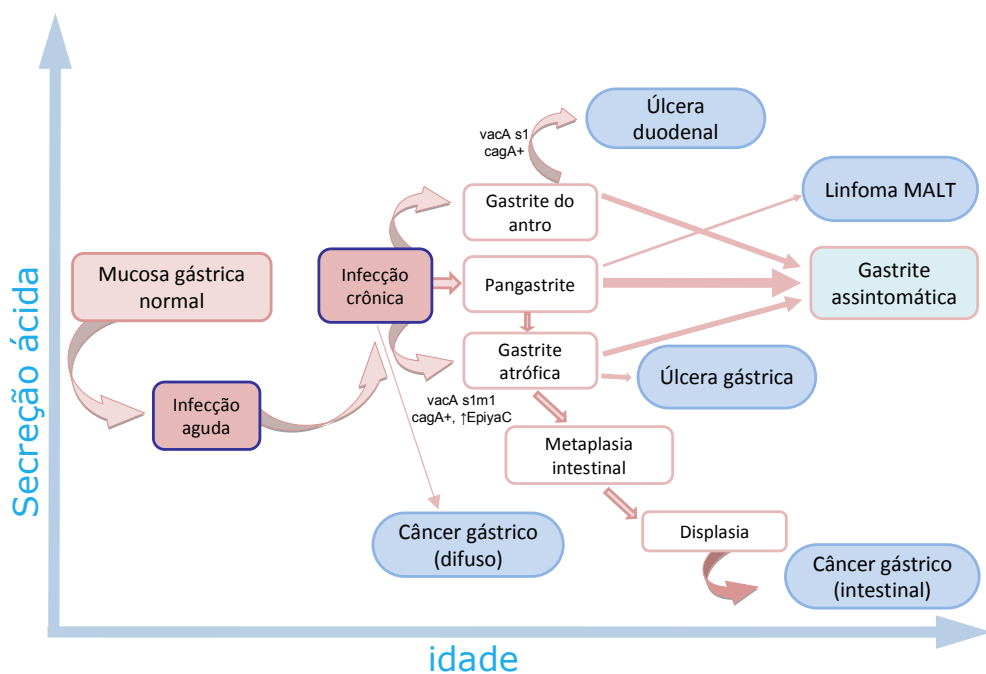 Secreção ácida
Úlcera
duodenal
vacA s1
cagA+
Linfoma MALT
Gastrite do
antro
Mucosa gástrica
normal
Infecção
crônica
Pangastrite
Gastrite
assintomática
Gastrite
atrófica
Úlcera gástrica
Infecção
aguda
vacA s1m1
cagA+, ↑EpiyaC
Metaplasia
intestinal
Câncer gástrico
(difuso)
Displasia
Câncer gástrico
(intestinal)
idade